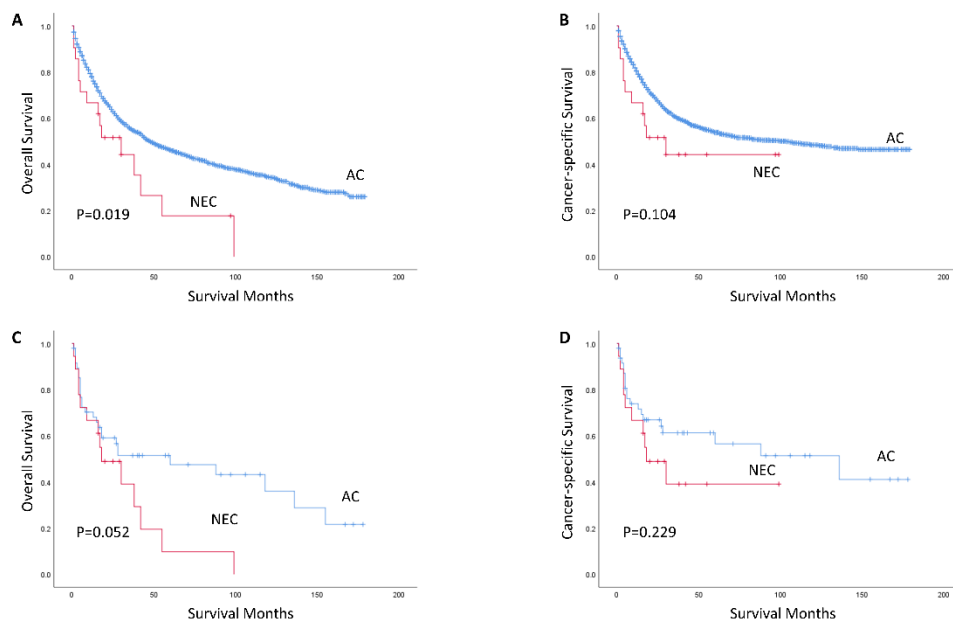 A
Overall Survival
1.0
0.8
0.6
0.4
0.2
0.0
AC
NEC
P=0.019
0
50
100
150
200
Survival Months
B
Cancer-specific Survival
1.0
0.8
0.6
0.4
0.2
0.0
AC
NEC
P=0.104
0
50
100
150
200
Survival Months
C
Overall Survival
1.0
0.8
0.6
0.4
0.2
0.0
AC
NEC
P=0.052
0
50
100
150
200
Survival Months
D
Cancer-specific Survival
1.0
0.8
0.6
0.4
0.2
0.0
AC
NEC
P=0.229
0
50
100
150
200
Survival Months